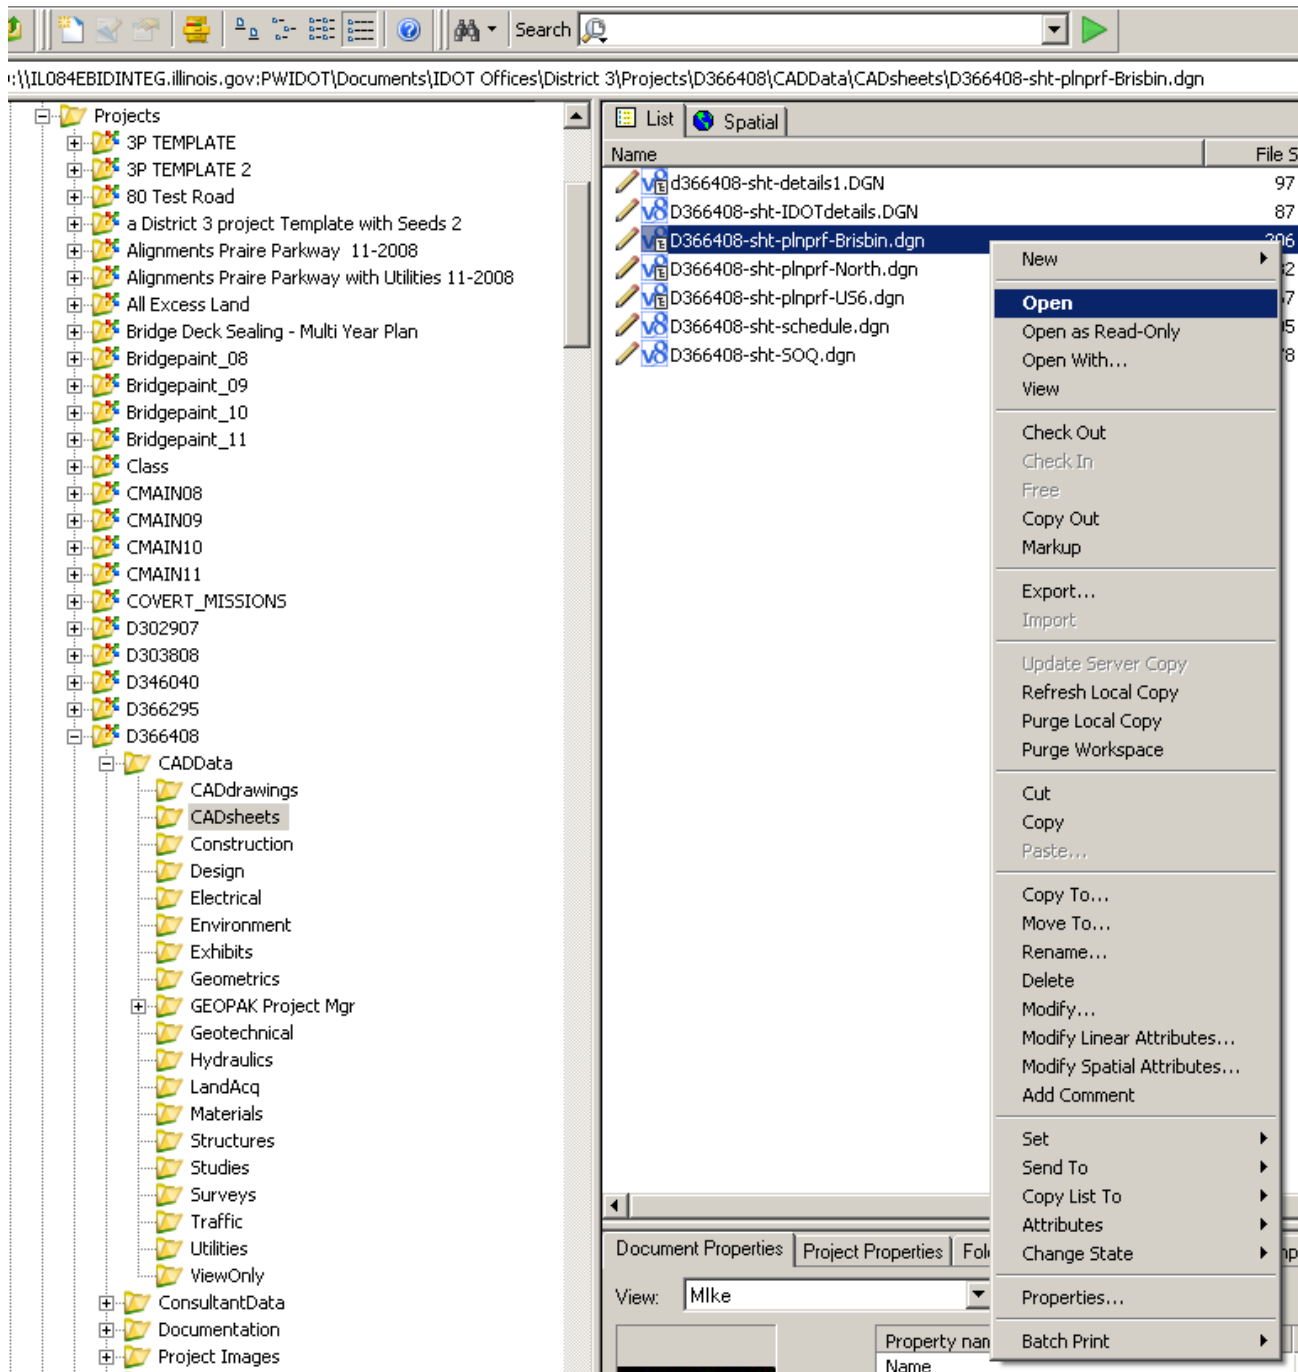 Search
:\\IL084EBIDINTEG.illinois.gov:PWIDOT\Documents\IDOT Offices\District 3\Projects\D366408\CADData\CADsheets\D366408-sht-plnprf-Brisbin.dgn
Projects
3P TEMPLATE
3P TEMPLATE 2
80 Test Road
a District 3 project Template with Seeds 2
Alignments Praire Parkway 11-2008
Alignments Praire Parkway with Utilities 11-2008
All Excess Land
Bridge Deck Sealing - Multi Year Plan
Bridgepaint_08
Bridgepaint_09
Bridgepaint_10
Bridgepaint_11
Class
CMAIN08
CMAIN09
CMAIN10
CMAIN11
COVERT_MISSIONS
D302907
D303808
D346040
D366295
D366408
CADData
CADdrawings
CADsheets
Construction
Design
Electrical
Environment
Exhibits
Geometrics
GEOPAK Project Mgr
Geotechnical
Hydraulics
LandAcq
Materials
Structures
Studies
Surveys
Traffic
Utilities
ViewOnly
ConsultantData
Documentation
Project Images
List Spatial
Name File S
d366408-sht-details1.DGN 97
D366408-sht-IDOTdetails.DGN 87
D366408-sht-plnprf-Brisbin.dgn
D366408-sht-plnprf-North.dgn
D366408-sht-plnprf-US6.dgn
D366408-sht-schedule.dgn
D366408-sht-SOQ.dgn
New
Open
Open as Read-Only
Open With...
View
Check Out
Check In
Free
Copy Out
Markup
Export...
Import
Update Server Copy
Refresh Local Copy
Purge Local Copy
Purge Workspace
Cut
Copy
Paste...
Copy To...
Move To...
Rename...
Delete
Modify...
Modify Linear Attributes...
Modify Spatial Attributes...
Add Comment
Set
Send To
Copy List To
Attributes
Change State
Properties...
Batch Print
Document Properties Project Properties Fol
View: MIke
Property nam
Name